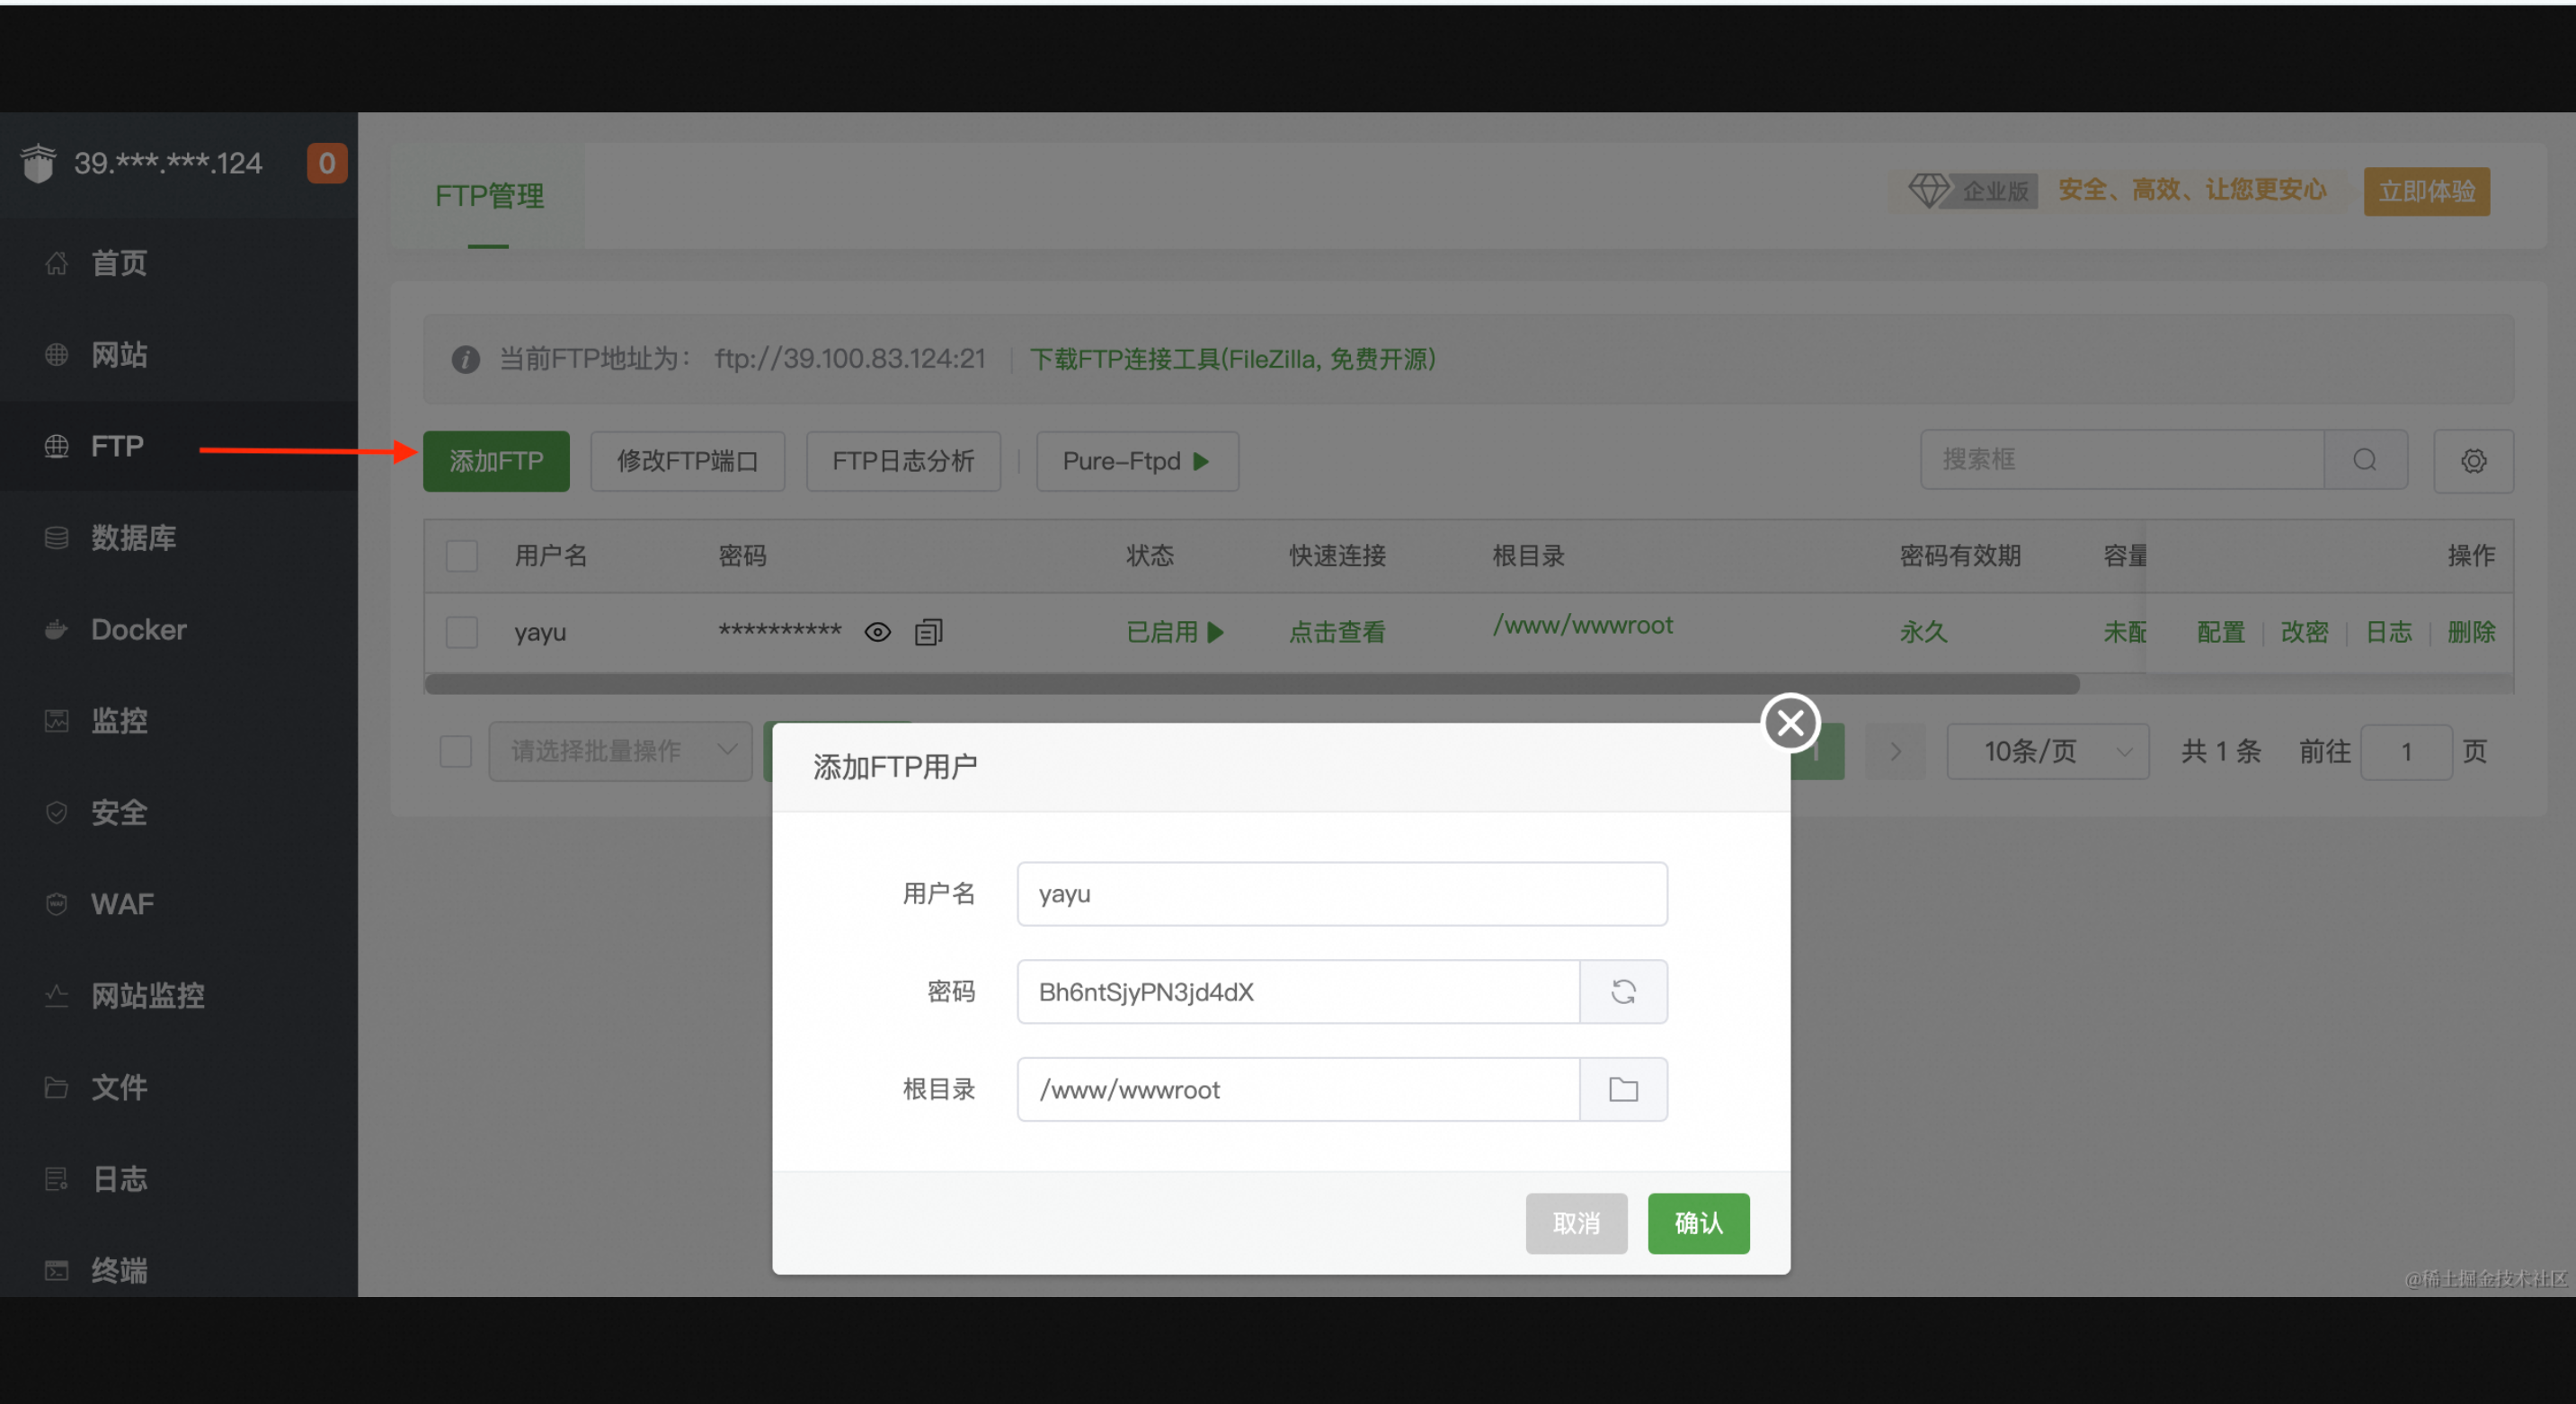 39.***.***.124 0
首页
网站
FTP
数据库
Docker
监控
安全
WAF
网站监控
文件
日志
终端
FTP管理
企业版 安全、高效、让您更安心 立即体验
当前FTP地址为： ftp://39.100.83.124:21 下载FTP连接工具(FileZilla, 免费开源)
添加FTP 修改FTP端口 FTP日志分析 Pure-Ftpd 搜索框
用户名 密码 状态 快速连接 根目录 密码有效期 容量 操作
yayu ********** 已启用 点击查看 /www/wwwroot 永久 未配 配置 改密 日志 删除
请选择批量操作 1 10条/页 共 1 条 前往 1 页
添加FTP用户
用户名 yayu
密码 Bh6ntSjyPN3jd4dX
根目录 /www/wwwroot
取消 确认
@稀土掘金技术社区